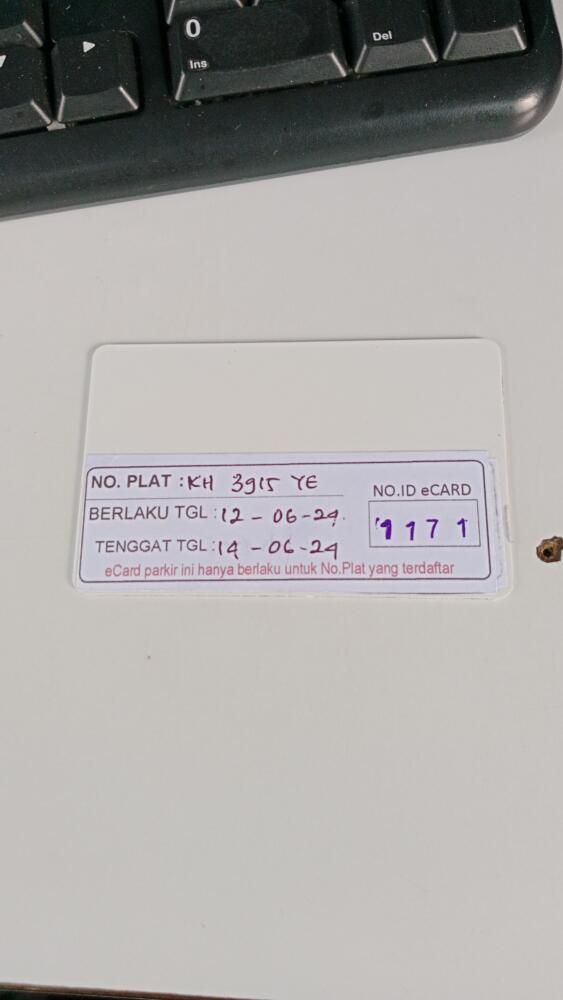 0
Ins
Del
NO. PLAT : KH 3915 YE
NO.ID eCARD
BERLAKU TGL : 12 - 06 - 24.
1171
TENGGAT TGL : 14 - 06 - 24
eCard parkir ini hanya berlaku untuk No.Plat yang terdaftar